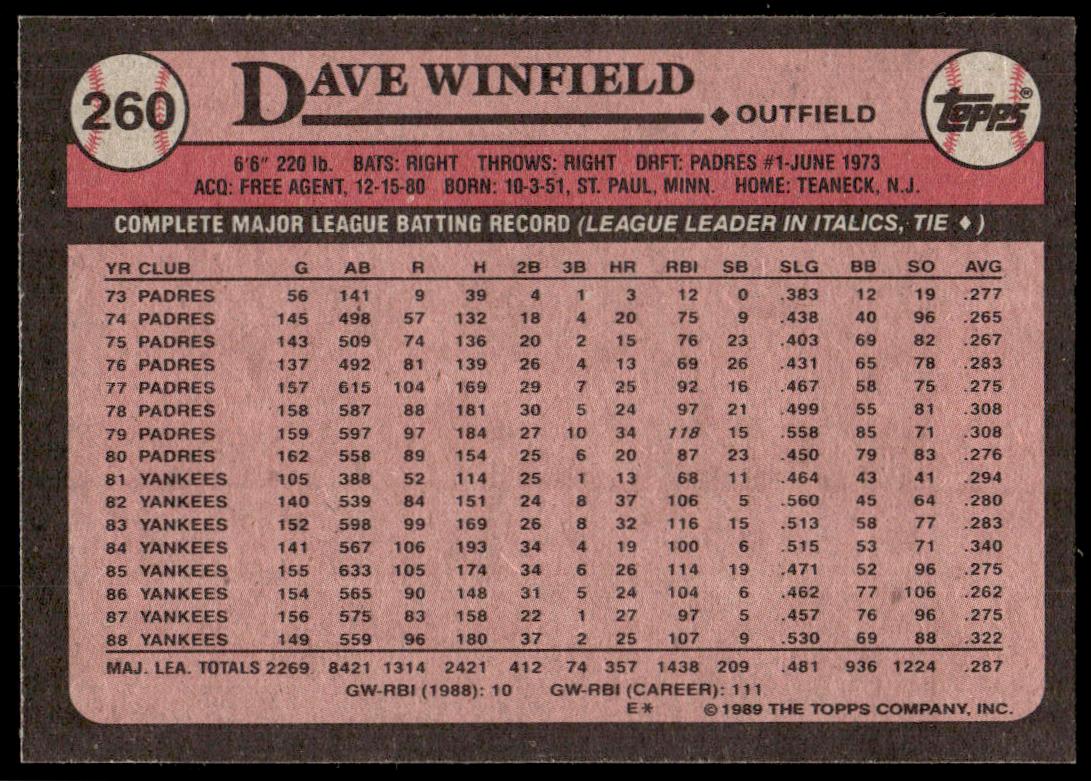 260
DAVE WINFIELD
◆ OUTFIELD
TOPPS®
6'6" 220 lb. BATS: RIGHT THROWS: RIGHT DRFT: PADRES #1-JUNE 1973
ACQ: FREE AGENT, 12-15-80 BORN: 10-3-51, ST. PAUL, MINN. HOME: TEANECK, N.J.
COMPLETE MAJOR LEAGUE BATTING RECORD (LEAGUE LEADER IN ITALICS, TIE ♦)
YR CLUB G AB R H 2B 3B HR RBI SB SLG BB SO AVG
73 PADRES 56 141 9 39 4 1 3 12 0 .383 12 19 .277
74 PADRES 145 498 57 132 18 4 20 75 9 .438 40 96 .265
75 PADRES 143 509 74 136 20 2 15 76 23 .403 69 82 .267
76 PADRES 137 492 81 139 26 4 13 69 26 .431 65 78 .283
77 PADRES 157 615 104 169 29 7 25 92 16 .467 58 75 .275
78 PADRES 158 587 88 181 30 5 24 97 21 .499 55 81 .308
79 PADRES 159 597 97 184 27 10 34 118 15 .558 85 71 .308
80 PADRES 162 558 89 154 25 6 20 87 23 .450 79 83 .276
81 YANKEES 105 388 52 114 25 1 13 68 11 .464 43 41 .294
82 YANKEES 140 539 84 151 24 8 37 106 5 .560 45 64 .280
83 YANKEES 152 598 99 169 26 8 32 116 15 .513 58 77 .283
84 YANKEES 141 567 106 193 34 4 19 100 6 .515 53 71 .340
85 YANKEES 155 633 105 174 34 6 26 114 19 .471 52 96 .275
86 YANKEES 154 565 90 148 31 5 24 104 6 .462 77 106 .262
87 YANKEES 156 575 83 158 22 1 27 97 5 .457 76 96 .275
88 YANKEES 149 559 96 180 37 2 25 107 9 .530 69 88 .322
MAJ. LEA. TOTALS 2269 8421 1314 2421 412 74 357 1438 209 .481 936 1224 .287
GW-RBI (1988): 10 GW-RBI (CAREER): 111
E* © 1989 THE TOPPS COMPANY, INC.